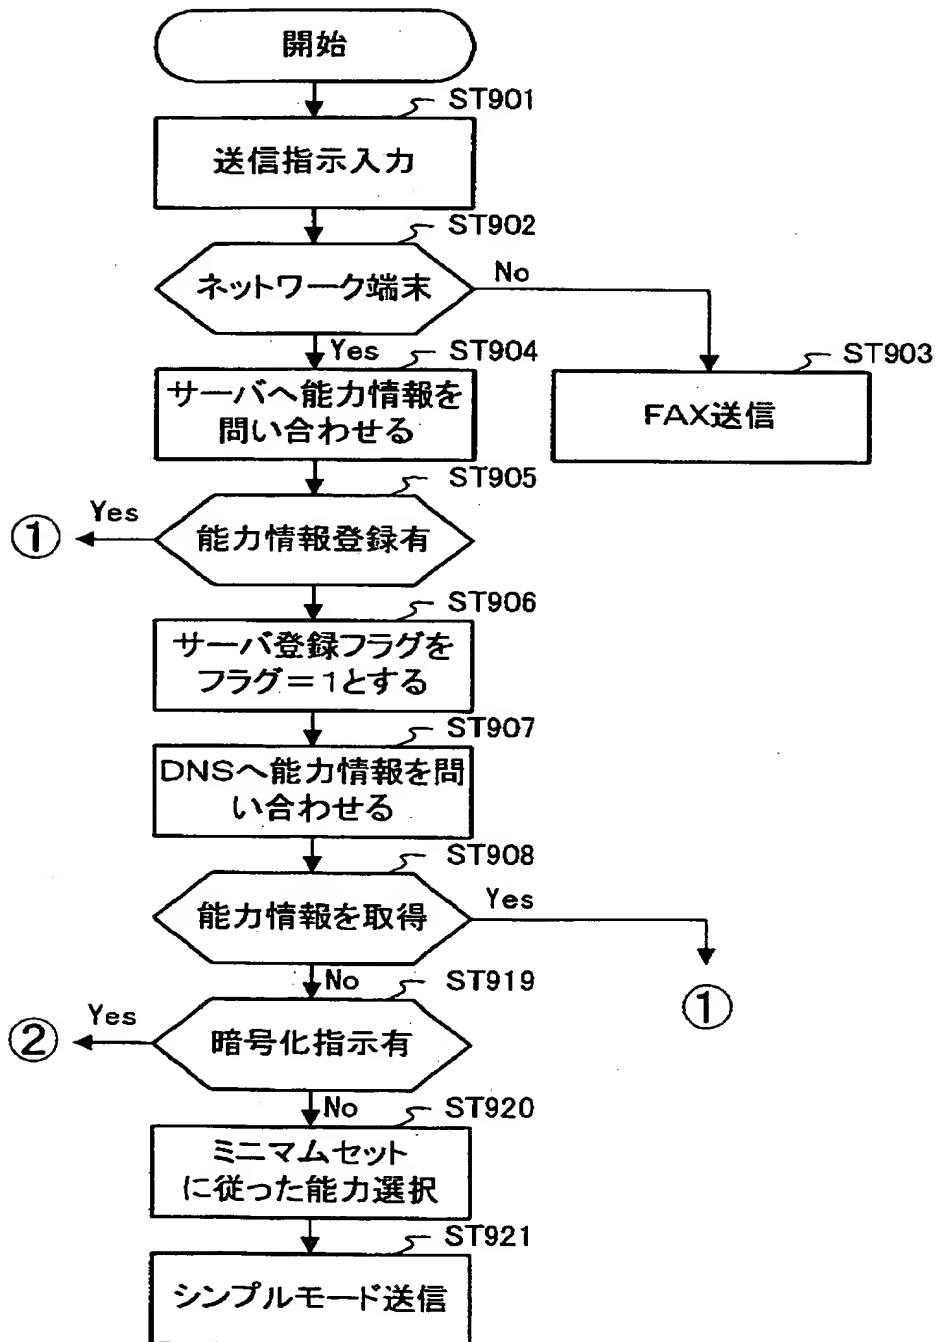 開始
ST901
送信指示入力
ST902
ネットワーク端末
No
Yes
ST904
ST903
サーバへ能力情報を
問い合わせる
FAX送信
ST905
Yes
①
能力情報登録有
ST906
サーバ登録フラグを
フラグ=1とする
ST907
DNSへ能力情報を問
い合わせる
ST908
能力情報を取得
Yes
①
No
ST919
Yes
②
暗号化指示有
No
ST920
ミニマムセット
に従った能力選択
ST921
シンプルモード送信